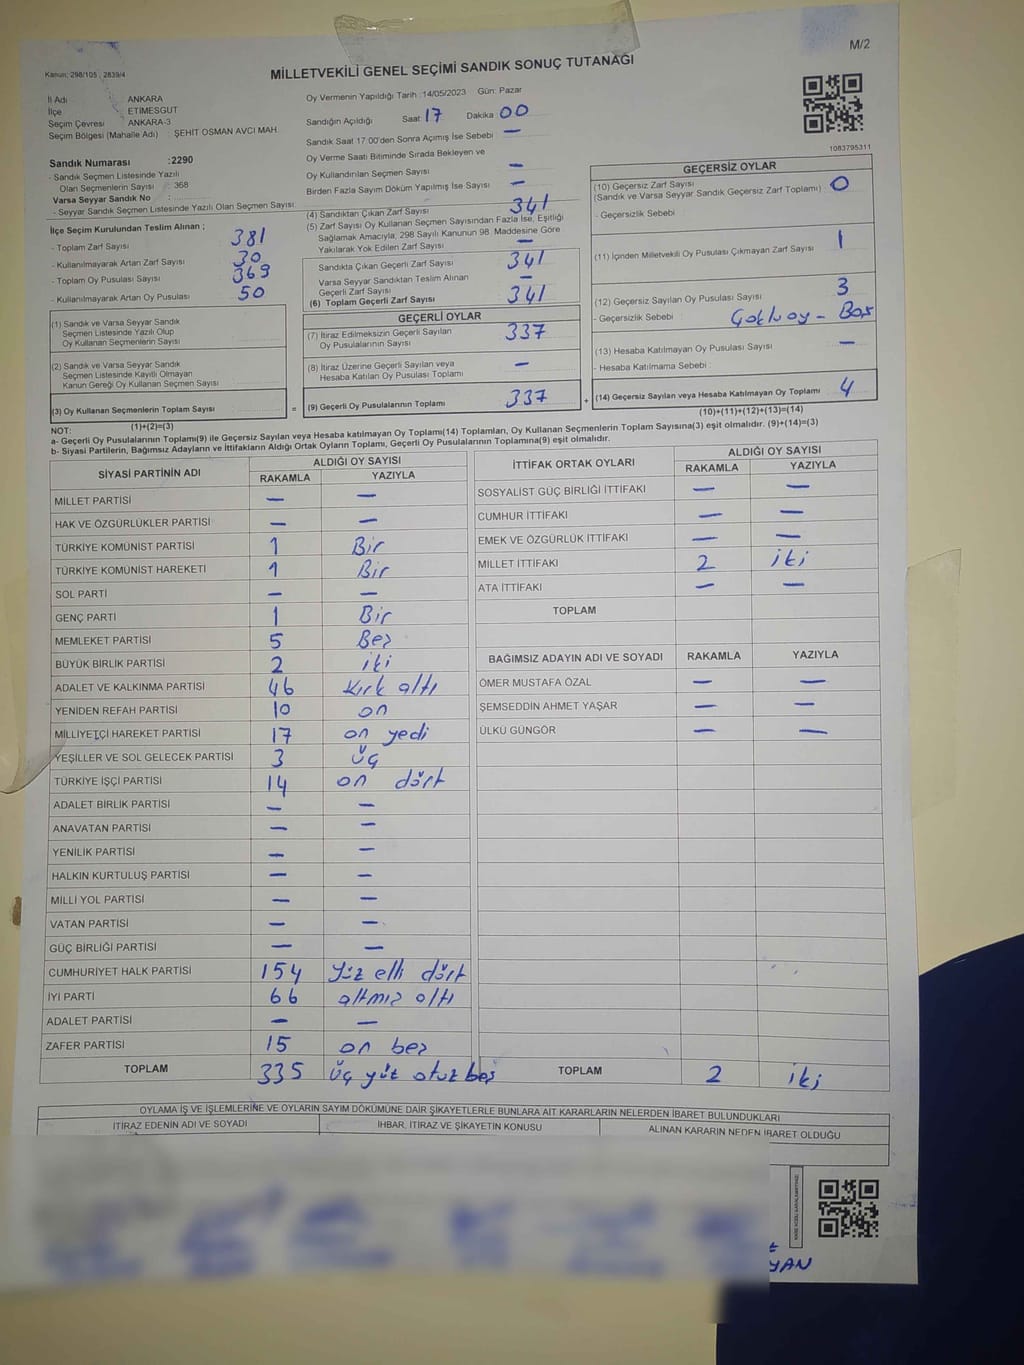 M/2
Kanun: 298/105 , 2839/4
MİLLETVEKİLİ GENEL SEÇİMİ SANDIK SONUÇ TUTANAĞI
İl Adı ANKARA
İlçe ETİMESGUT
Seçim Çevresi ANKARA-3
Seçim Bölgesi (Mahalle Adı) ŞEHİT OSMAN AVCI MAH.
Sandık Numarası :2290
- Sandık Seçmen Listesinde Yazılı
Olan Seçmenlerin Sayısı : 368
Varsa Seyyar Sandık No :
- Seyyar Sandık Seçmen Listesinde Yazılı Olan Seçmen Sayısı
İlçe Seçim Kurulundan Teslim Alınan ;
- Toplam Zarf Sayısı 381
- Kullanılmayarak Artan Zarf Sayısı 30
- Toplam Oy Pusulası Sayısı 369
- Kullanılmayarak Artan Oy Pusulası 50
Oy Vermenin Yapıldığı Tarih :14/05/2023 Gün: Pazar
Sandığın Açıldığı Saat 17 Dakika 00
Sandık Saat 17:00'den Sonra Açımış İse Sebebi —
Oy Verme Saati Bitiminde Sırada Bekleyen ve
Oy Kullandırılan Seçmen Sayısı —
Birden Fazla Sayım Döküm Yapılmış İse Sayısı —
(4) Sandıktan Çıkan Zarf Sayısı 341
(5) Zarf Sayısı Oy Kullanan Seçmen Sayısından Fazla İse, Eşitliği
Sağlamak Amacıyla, 298 Sayılı Kanunun 98. Maddesine Göre
Yakılarak Yok Edilen Zarf Sayısı —
Sandıkta Çıkan Geçerli Zarf Sayısı 341
Varsa Seyyar Sandıktan Teslim Alınan
Geçerli Zarf Sayısı —
(6) Toplam Geçerli Zarf Sayısı 341
1083795311
GEÇERSİZ OYLAR
(10) Geçersiz Zarf Sayısı 0
(Sandık ve Varsa Seyyar Sandık Geçersiz Zarf Toplamı)
- Geçersizlik Sebebi
(11) İçinden Milletvekili Oy Pusulası Çıkmayan Zarf Sayısı 1
(12) Geçersiz Sayılan Oy Pusulası Sayısı 3
- Geçersizlik Sebebi : Boş
(13) Hesaba Katılmayan Oy Pusulası Sayısı —
- Hesaba Katılmama Sebebi :
(14) Geçersiz Sayılan veya Hesaba Katılmayan Oy Toplamı 4
(10)+(11)+(12)+(13)=(14)
(1) Sandık ve Varsa Seyyar Sandık
Seçmen Listesinde Yazılı Olup
Oy Kullanan Seçmenlerin Sayısı
(2) Sandık ve Varsa Seyyar Sandık
Seçmen Listesinde Kayıtlı Olmayan
Kanun Gereği Oy Kullanan Seçmen Sayısı
(3) Oy Kullanan Seçmenlerin Toplam Sayısı
(1)+(2)=(3)
GEÇERLİ OYLAR
(7) İtiraz Edilmeksizin Geçerli Sayılan
Oy Pusulalarının Sayısı 337
(8) İtiraz Üzerine Geçerli Sayılan veya
Hesaba Katılan Oy Pusulası Toplamı —
= (9) Geçerli Oy Pusulalarının Toplamı 337 +
NOT:
a- Geçerli Oy Pusulalarının Toplamı(9) ile Geçersiz Sayılan veya Hesaba katılmayan Oy Toplamı(14) Toplamları, Oy Kullanan Seçmenlerin Toplam Sayısına(3) eşit olmalıdır. (9)+(14)=(3)
b- Siyasi Partilerin, Bağımsız Adayların ve İttifakların Aldığı Ortak Oyların Toplamı, Geçerli Oy Pusulalarının Toplamına(9) eşit olmalıdır.
SİYASİ PARTİNİN ADI ALDIĞI OY SAYISI
RAKAMLA YAZIYLA
MİLLET PARTİSİ — —
HAK VE ÖZGÜRLÜKLER PARTİSİ — —
TÜRKİYE KOMÜNİST PARTİSİ 1 Bir
TÜRKİYE KOMÜNİST HAREKETİ 1 Bir
SOL PARTİ — —
GENÇ PARTİ 1 Bir
MEMLEKET PARTİSİ 5 Beş
BÜYÜK BİRLİK PARTİSİ 2 iki
ADALET VE KALKINMA PARTİSİ 46 kırk altı
YENİDEN REFAH PARTİSİ 10 on
MİLLİYETÇİ HAREKET PARTİSİ 17 on yedi
YEŞİLLER VE SOL GELECEK PARTİSİ 3 üç
TÜRKİYE İŞÇİ PARTİSİ 14 on dört
ADALET BİRLİK PARTİSİ — —
ANAVATAN PARTİSİ — —
YENİLİK PARTİSİ — —
HALKIN KURTULUŞ PARTİSİ — —
MİLLİ YOL PARTİSİ — —
VATAN PARTİSİ — —
GÜÇ BİRLİĞİ PARTİSİ — —
CUMHURİYET HALK PARTİSİ 154 Yüz elli dört
İYİ PARTİ 66 altmış altı
ADALET PARTİSİ — —
ZAFER PARTİSİ 15 on beş
TOPLAM 335 Üç yüz otuz beş
İTTİFAK ORTAK OYLARI ALDIĞI OY SAYISI
RAKAMLA YAZIYLA
SOSYALİST GÜÇ BİRLİĞİ İTTİFAKI — —
CUMHUR İTTİFAKI — —
EMEK VE ÖZGÜRLÜK İTTİFAKI — —
MİLLET İTTİFAKI 2 iki
ATA İTTİFAKI — —
TOPLAM
BAĞIMSIZ ADAYIN ADI VE SOYADI RAKAMLA YAZIYLA
ÖMER MUSTAFA ÖZAL — —
ŞEMSEDDİN AHMET YAŞAR — —
ÜLKÜ GÜNGÖR — —
TOPLAM 2 iki
OYLAMA İŞ VE İŞLEMLERİNE VE OYLARIN SAYIM DÖKÜMÜNE DAİR ŞİKAYETLERLE BUNLARA AİT KARARLARIN NELERDEN İBARET BULUNDUKLARI
İTİRAZ EDENİN ADI VE SOYADI İHBAR, İTİRAZ VE ŞİKAYETİN KONUSU ALINAN KARARIN NEDEN İBARET OLDUĞU
YAN